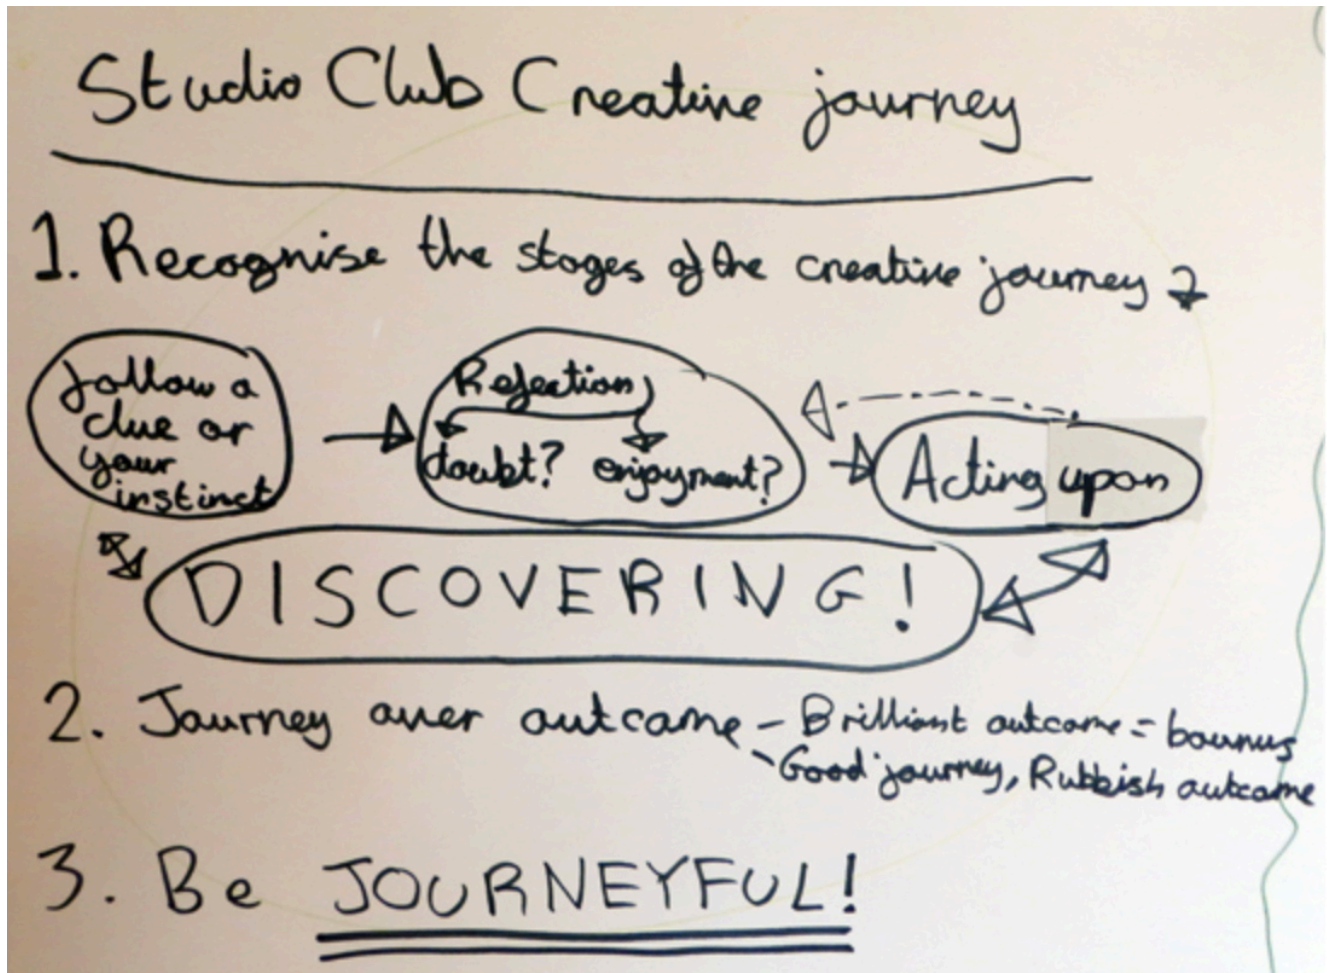 Studio Club Creative journey
1. Recognise the stages of the creative journey
follow a
clue or
your
instinct
Rejection
doubt? enjoyment?
Acting upon
DISCOVERING!
2. Journey over outcome - Brilliant outcome = bounus
- Good journey, Rubbish outcome
3. Be JOURNEYFUL!